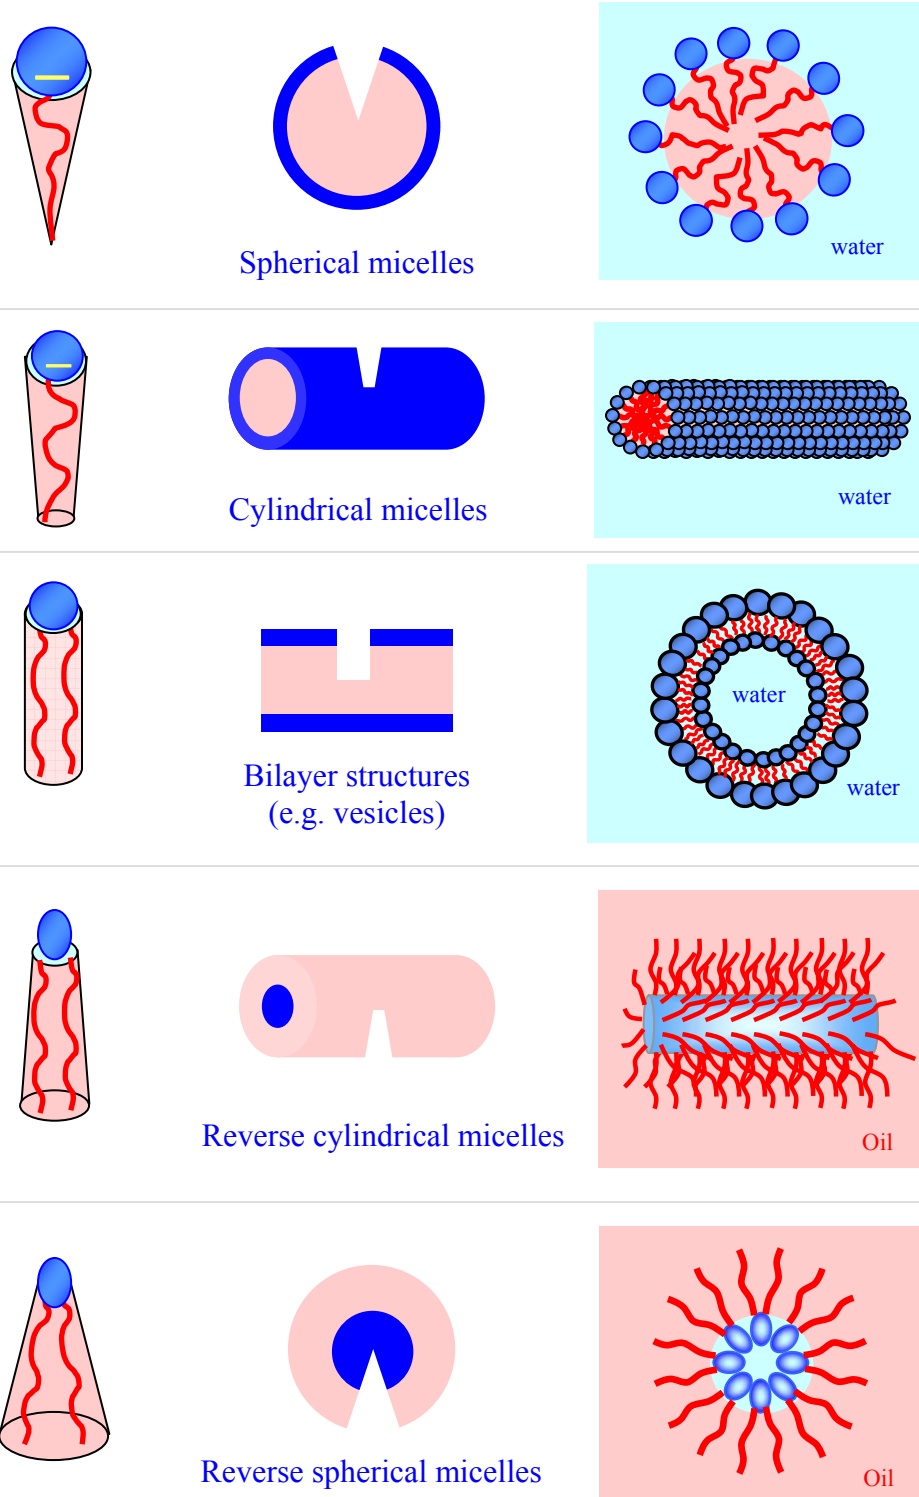 Spherical micelles
water
Cylindrical micelles
water
Bilayer structures
(e.g. vesicles)
water
water
Reverse cylindrical micelles
Oil
Reverse spherical micelles
Oil